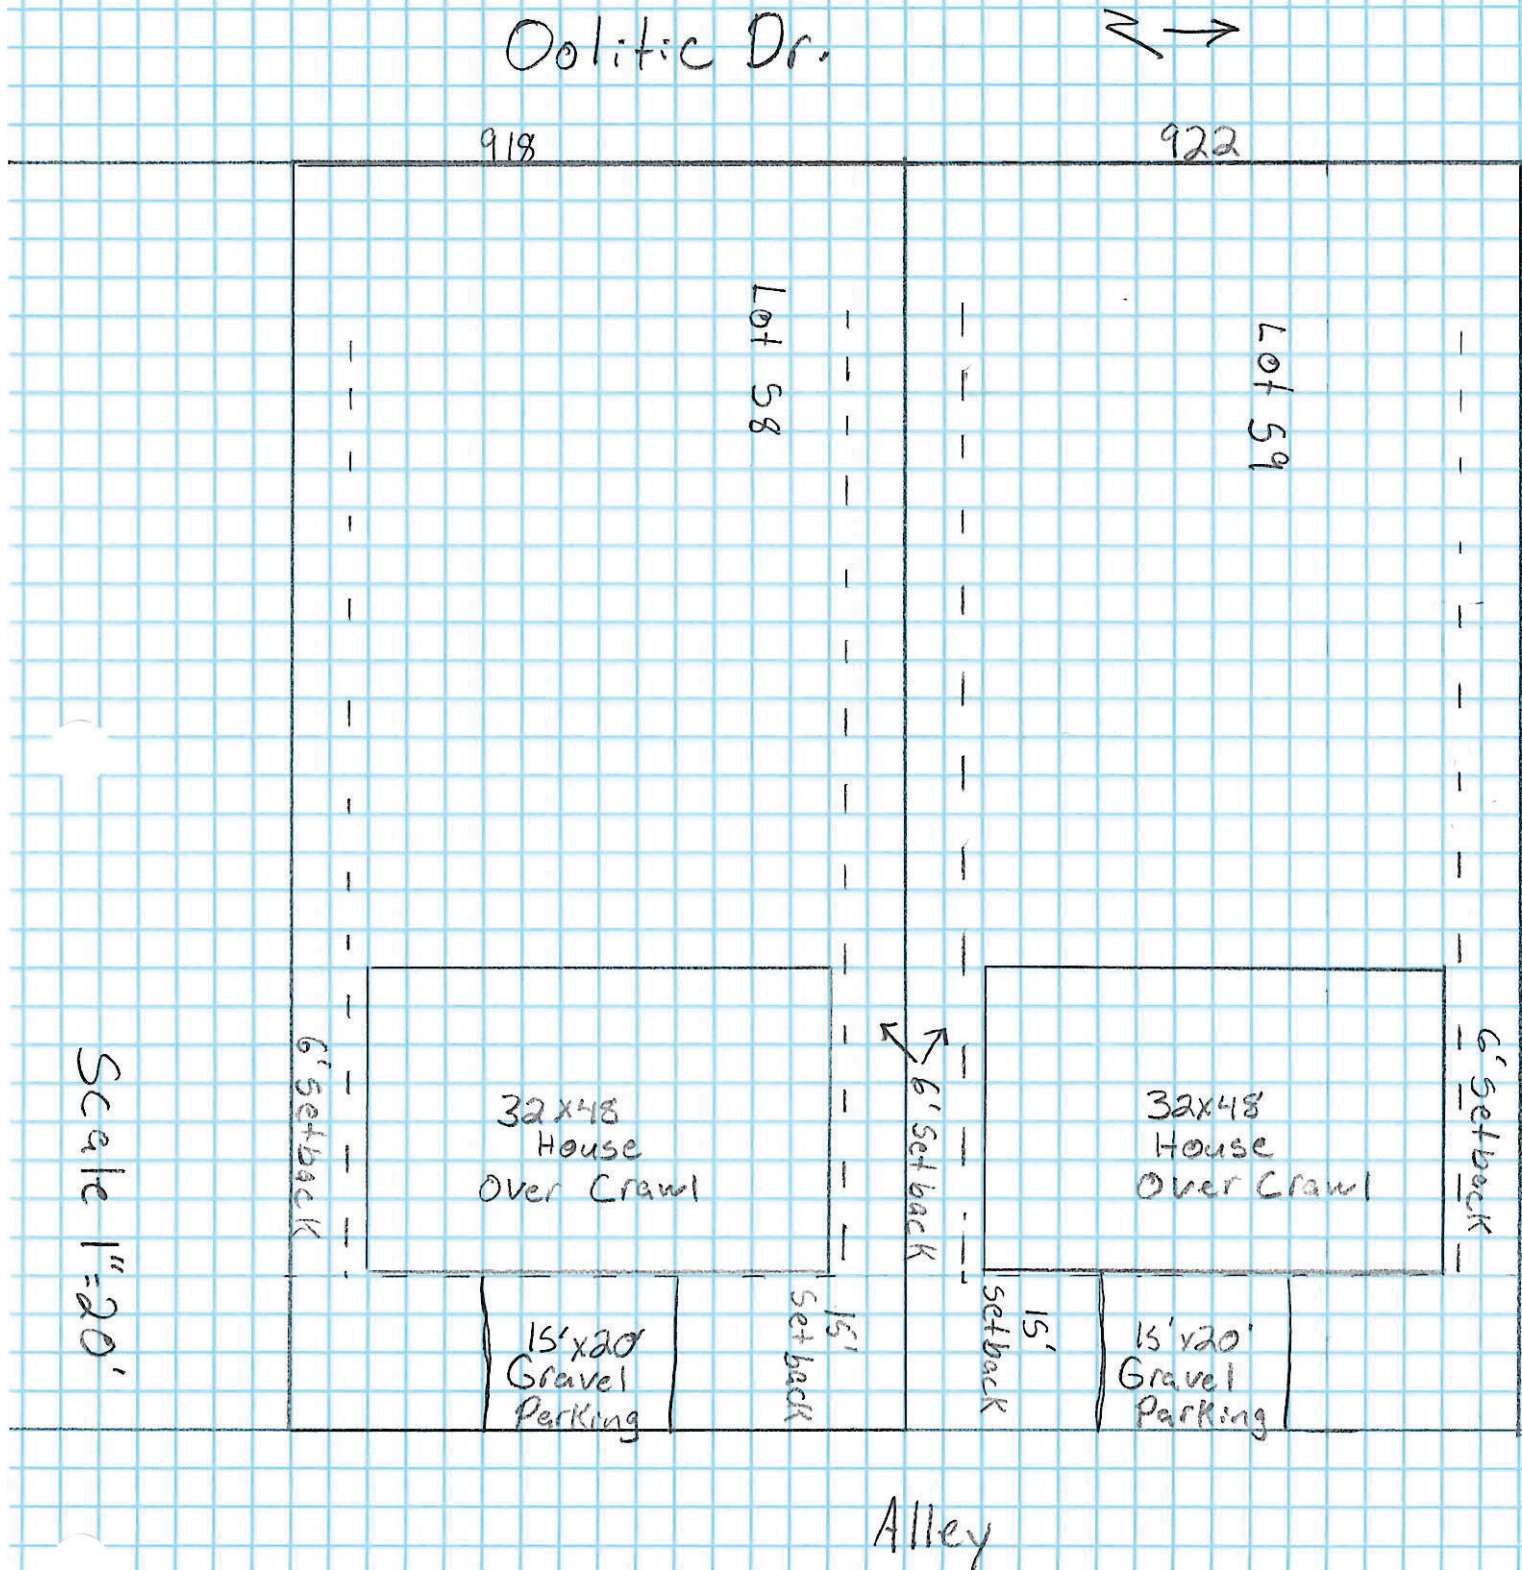 Oolitic Dr.
N
918
922
Lot 58
Lot 59
6' Setback
32x48
House
Over Crawl
6' Setback
32x48'
House
Over Crawl
6' Setback
15'x20'
Gravel
Parking
15'
Setback
15'
setback
15'x20'
Gravel
Parking
Scale 1"=20'
Alley